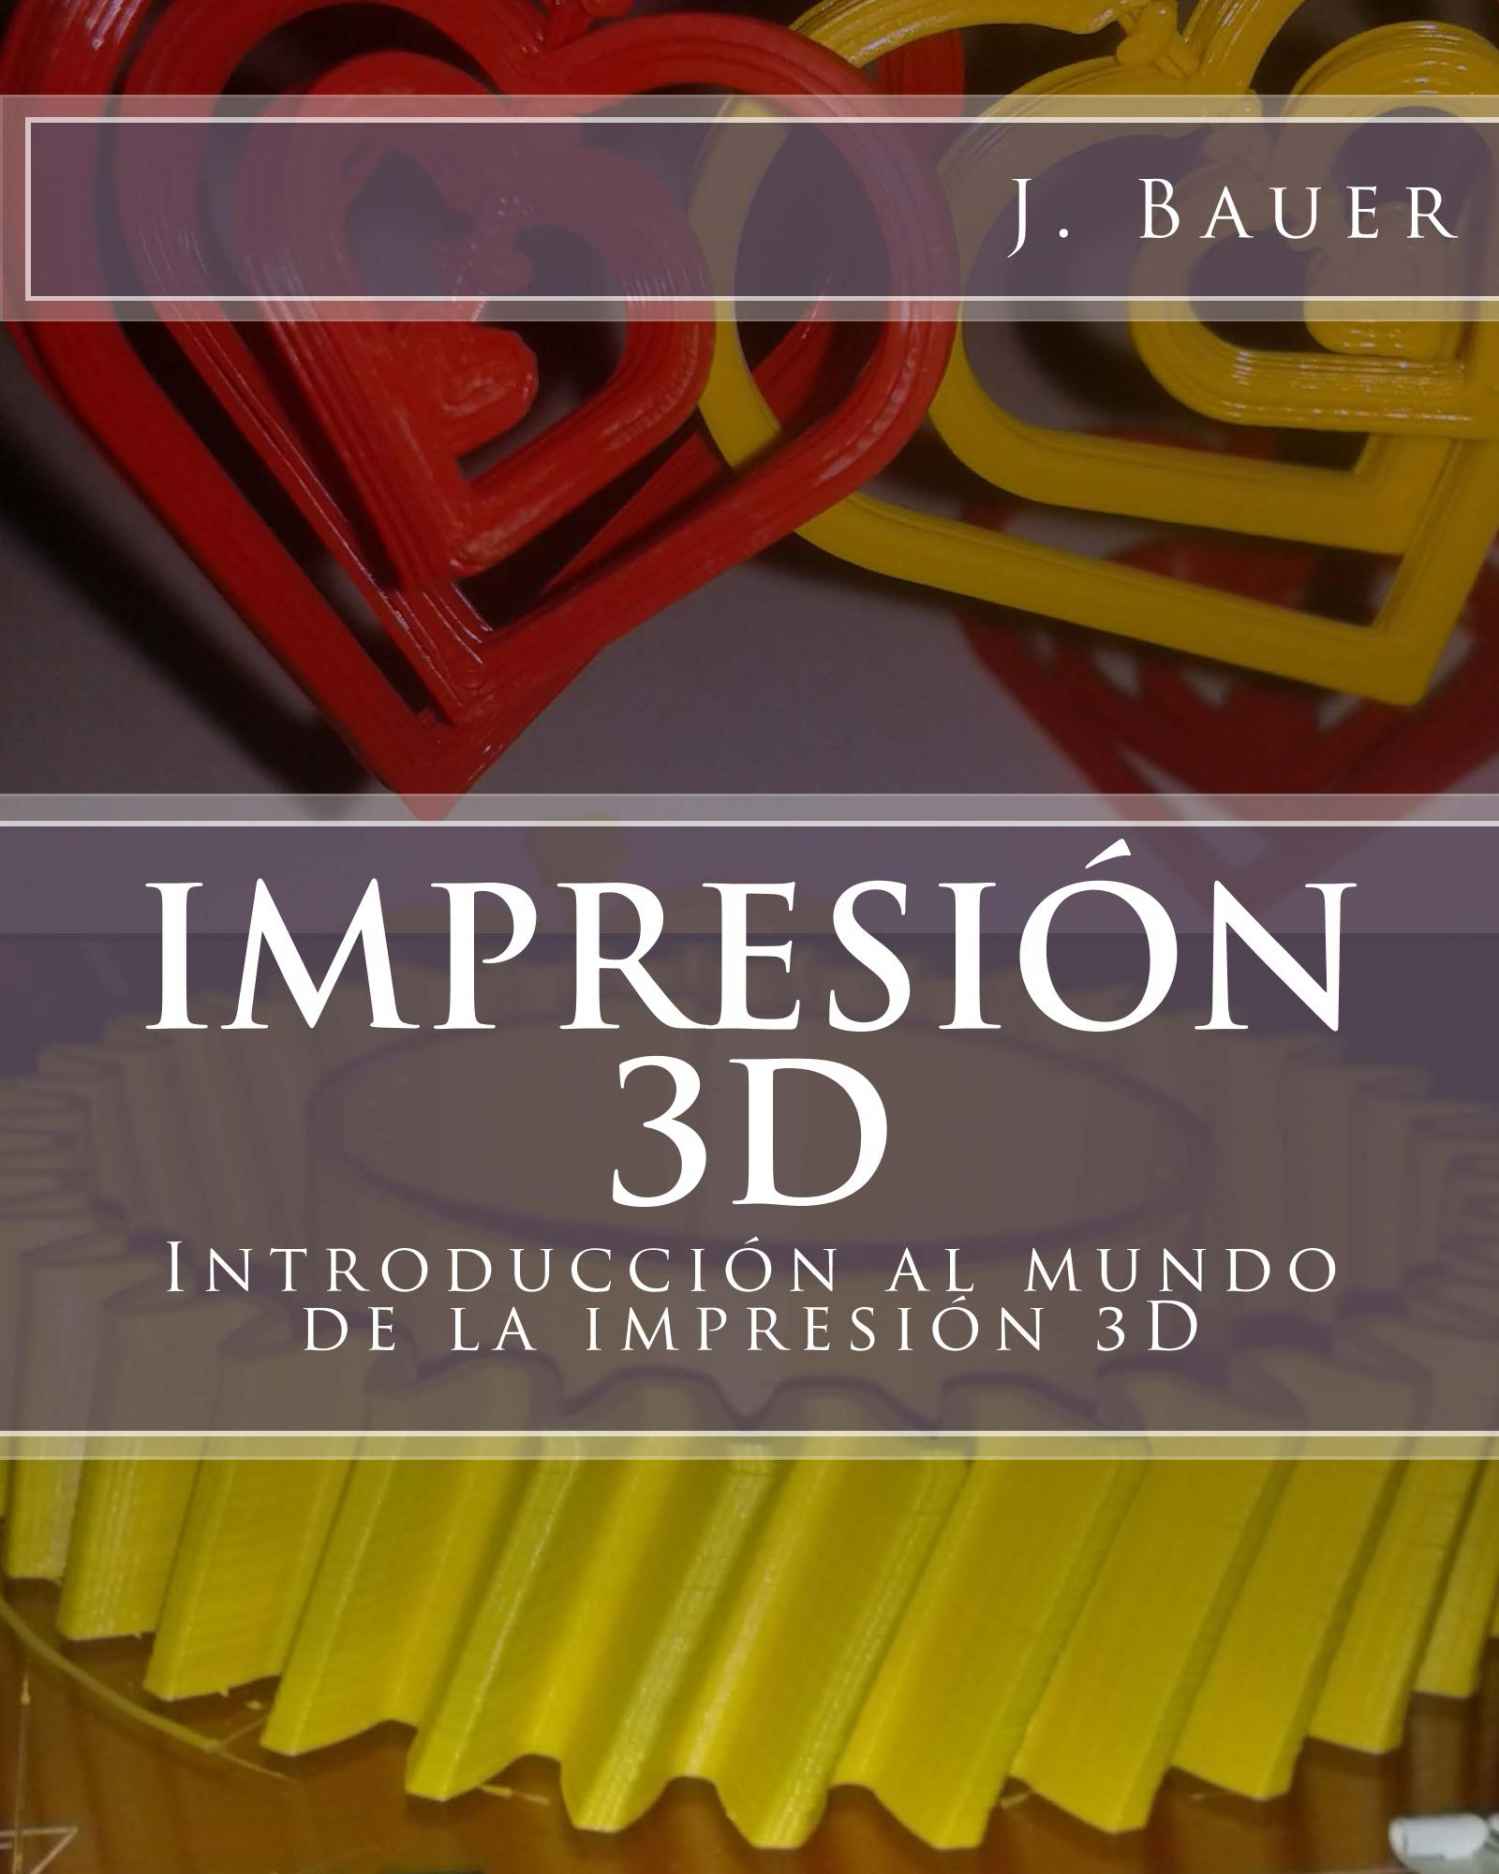 J. Bauer
IMPRESIÓN
3D
Introducción al mundo
de la impresión 3D